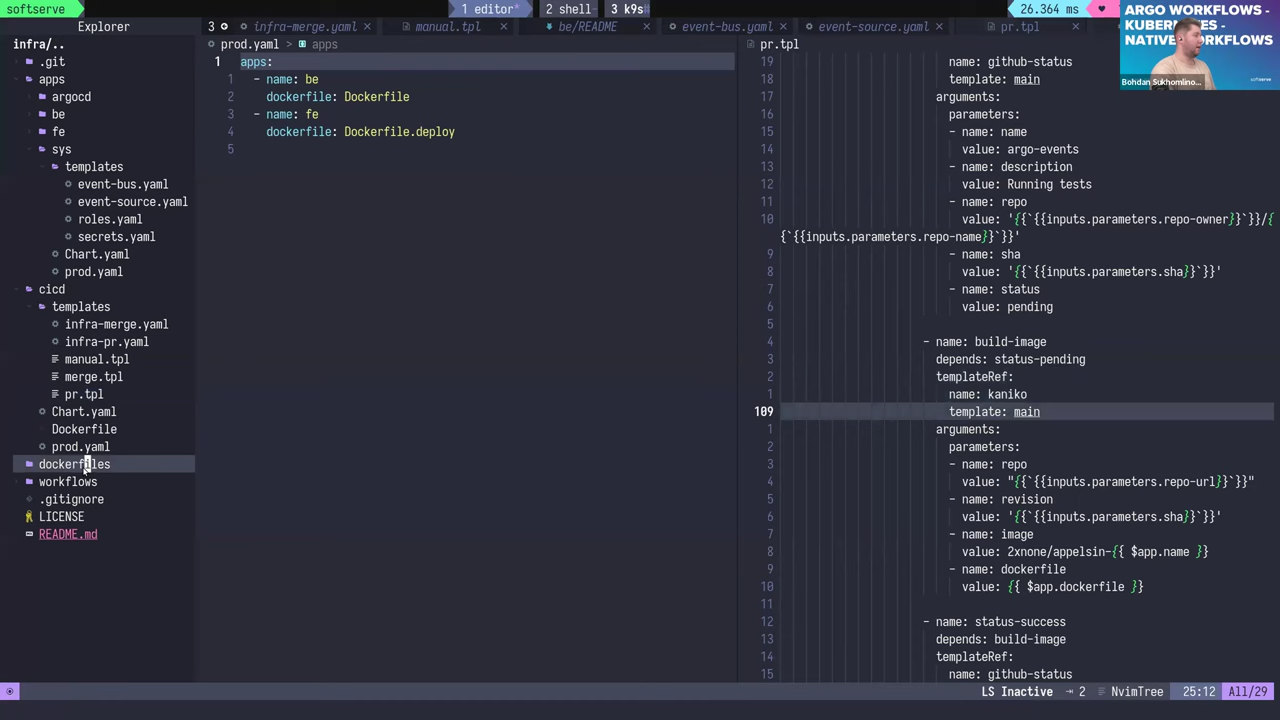 softserve
1 editor*
2 shell
3 k9s
26.364 ms
ARGO WORKFLOWS - KUBERNETES - NATIVE WORKFLOWS
softserve
Bohdan Sukhomlino...
Explorer
3
infra-merge.yaml
manual.tpl
be/README
event-bus.yaml
event-source.yaml
pr.tpl
infra/..
.git
apps
argocd
be
fe
sys
templates
event-bus.yaml
event-source.yaml
roles.yaml
secrets.yaml
Chart.yaml
prod.yaml
cicd
templates
infra-merge.yaml
infra-pr.yaml
manual.tpl
merge.tpl
pr.tpl
Chart.yaml
Dockerfile
prod.yaml
dockerfiles
workflows
.gitignore
LICENSE
README.md
prod.yaml > apps
1 apps:
1 - name: be
2 dockerfile: Dockerfile
3 - name: fe
4 dockerfile: Dockerfile.deploy
5
pr.tpl
19 name: github-status
18 template: main
17 arguments:
16 parameters:
15 - name: name
14 value: argo-events
13 - name: description
12 value: Running tests
11 - name: repo
10 value: '{{`{{inputs.parameters.repo-owner}}`}}/{
{`{{inputs.parameters.repo-name}}`}}'
9 - name: sha
8 value: '{{`{{inputs.parameters.sha}}`}}'
7 - name: status
6 value: pending
5
4 - name: build-image
3 depends: status-pending
2 templateRef:
1 name: kaniko
109 template: main
1 arguments:
2 parameters:
3 - name: repo
4 value: "{{`{{inputs.parameters.repo-url}}`}}"
5 - name: revision
6 value: '{{`{{inputs.parameters.sha}}`}}'
7 - name: image
8 value: 2xnone/appelsin-{{ $app.name }}
9 - name: dockerfile
10 value: {{ $app.dockerfile }}
11
12 - name: status-success
13 depends: build-image
14 templateRef:
15 name: github-status
LS Inactive
2
NvimTree
25:12
All/29